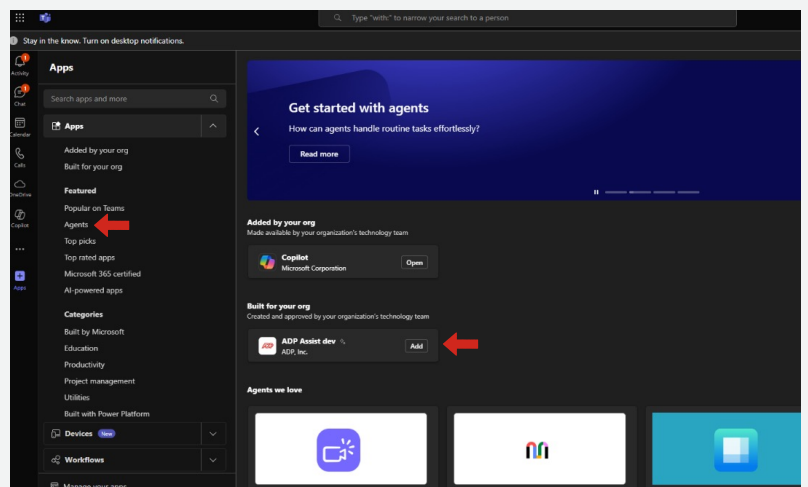 Type "with:" to narrow your search to a person
Stay in the know. Turn on desktop notifications.
Activity
Chat
Calendar
Calls
OneDrive
Copilot
Apps
Apps
Search apps and more
Apps
Added by your org
Built for your org
Featured
Popular on Teams
Agents
Top picks
Top rated apps
Microsoft 365 certified
AI-powered apps
Categories
Built by Microsoft
Education
Productivity
Project management
Utilities
Built with Power Platform
Devices New
Workflows
Manage your apps
Get started with agents
How can agents handle routine tasks effortlessly?
Read more
Added by your org
Made available by your organization's technology team
Copilot
Microsoft Corporation
Open
Built for your org
Created and approved by your organization's technology team
ADP
ADP Assist dev
ADP, Inc.
Add
Agents we love